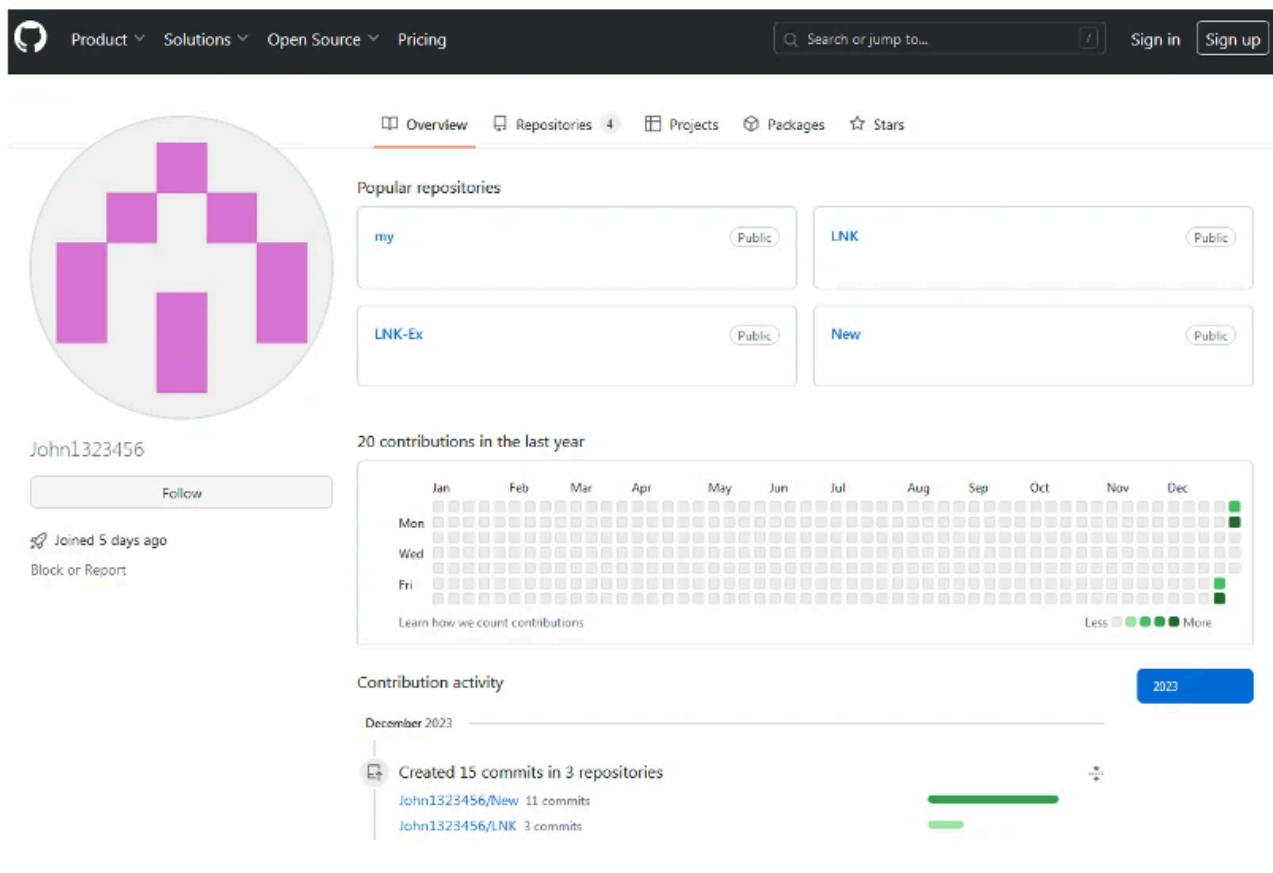 Product Solutions Open Source Pricing Search or jump to... / Sign in Sign up
Overview Repositories 4 Projects Packages Stars
Popular repositories
my Public LNK Public
LNK-Ex Public New Public
John1323456
Follow
Joined 5 days ago
Block or Report
20 contributions in the last year
Jan Feb Mar Apr May Jun Jul Aug Sep Oct Nov Dec
Mon
Wed
Fri
Learn how we count contributions Less More
Contribution activity 2023
December 2023
Created 15 commits in 3 repositories
John1323456/New 11 commits
John1323456/LNK 3 commits